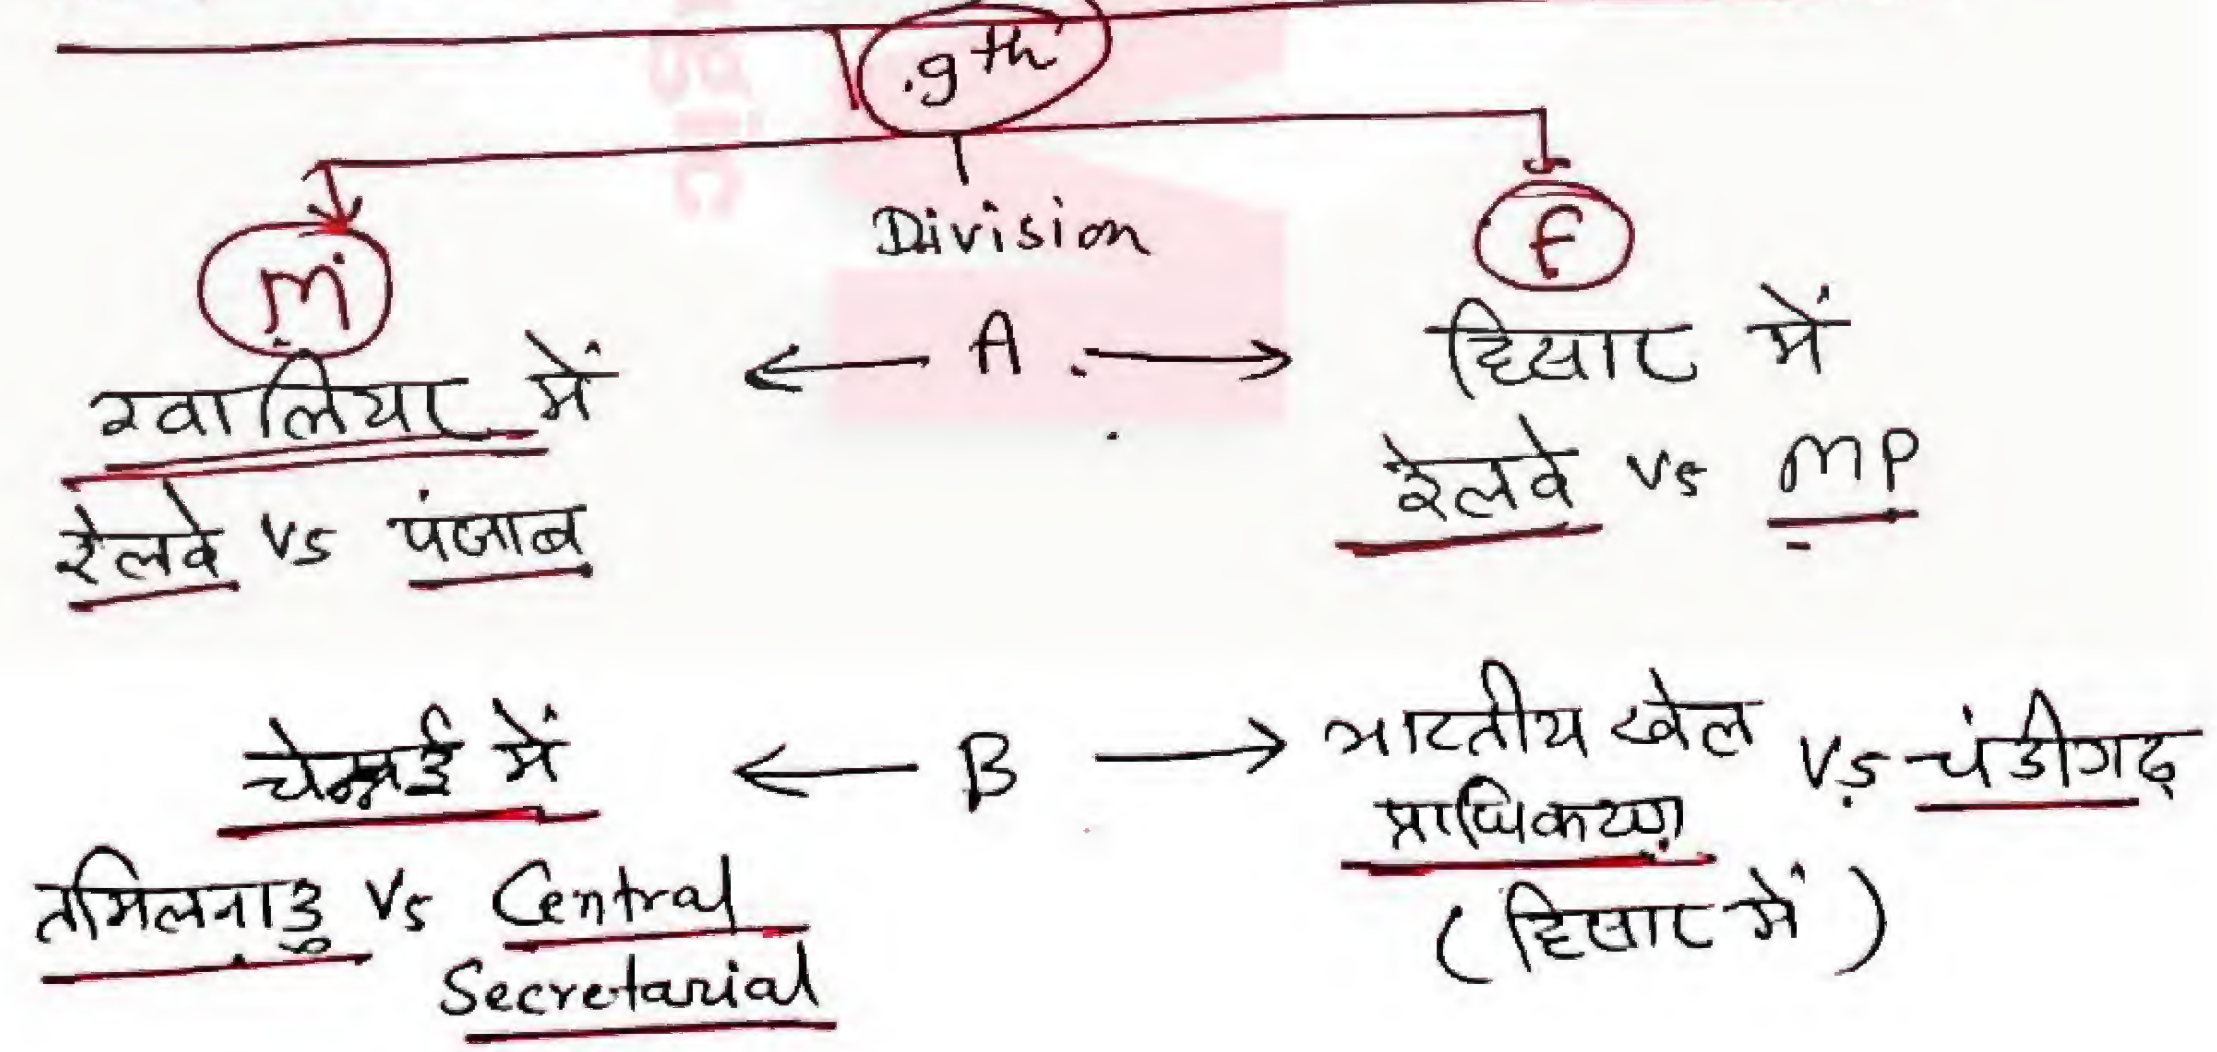 .9th
M
Division
F
ग्वालियर में
← A →
हिसार में
रेलवे Vs पंजाब
रेलवे Vs MP
चेन्नई में
← B →
भारतीय खेल
प्राधिकरण
Vs चंडीगढ़
तमिलनाडु Vs Central
Secretarial
(हिसार में)